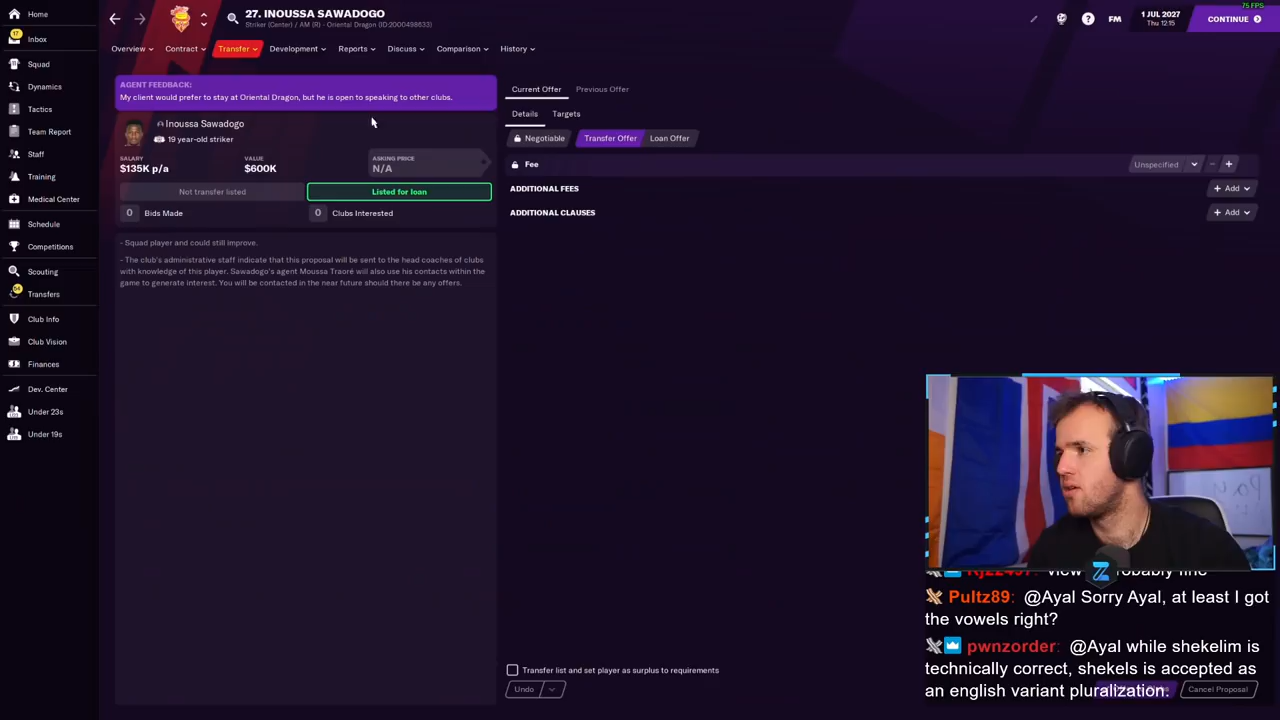 75 FPS
Home
27. INOUSSA SAWADOGO
Striker (Center) / AM (R) - Oriental Dragon (ID:2000498633)
FM
1 JUL 2027
Thu 12:15
CONTINUE
17
Inbox
Overview
Contract
Transfer
Development
Reports
Discuss
Comparison
History
Squad
Dynamics
Tactics
Team Report
Staff
Training
Medical Center
Schedule
Competitions
Scouting
64
Transfers
Club Info
Club Vision
Finances
Dev. Center
Under 23s
Under 19s
AGENT FEEDBACK:
My client would prefer to stay at Oriental Dragon, but he is open to speaking to other clubs.
Inoussa Sawadogo
19 year-old striker
SALARY
$135K p/a
VALUE
$600K
ASKING PRICE
N/A
Not transfer listed
Listed for loan
0 Bids Made
0 Clubs Interested
- Squad player and could still improve.
- The club's administrative staff indicate that this proposal will be sent to the head coaches of clubs
with knowledge of this player. Sawadogo's agent Moussa Traoré will also use his contacts within the
game to generate interest. You will be contacted in the near future should there be any offers.
Current Offer
Previous Offer
Details
Targets
Negotiable
Transfer Offer
Loan Offer
Fee
Unspecified
ADDITIONAL FEES
Add
ADDITIONAL CLAUSES
Add
Transfer list and set player as surplus to requirements
Undo
Cancel Proposal
Pultz89: @Ayal Sorry Ayal, at least I got
the vowels right?
pwnzorder: @Ayal while shekelim is
technically correct, shekels is accepted as
an english variant pluralization.